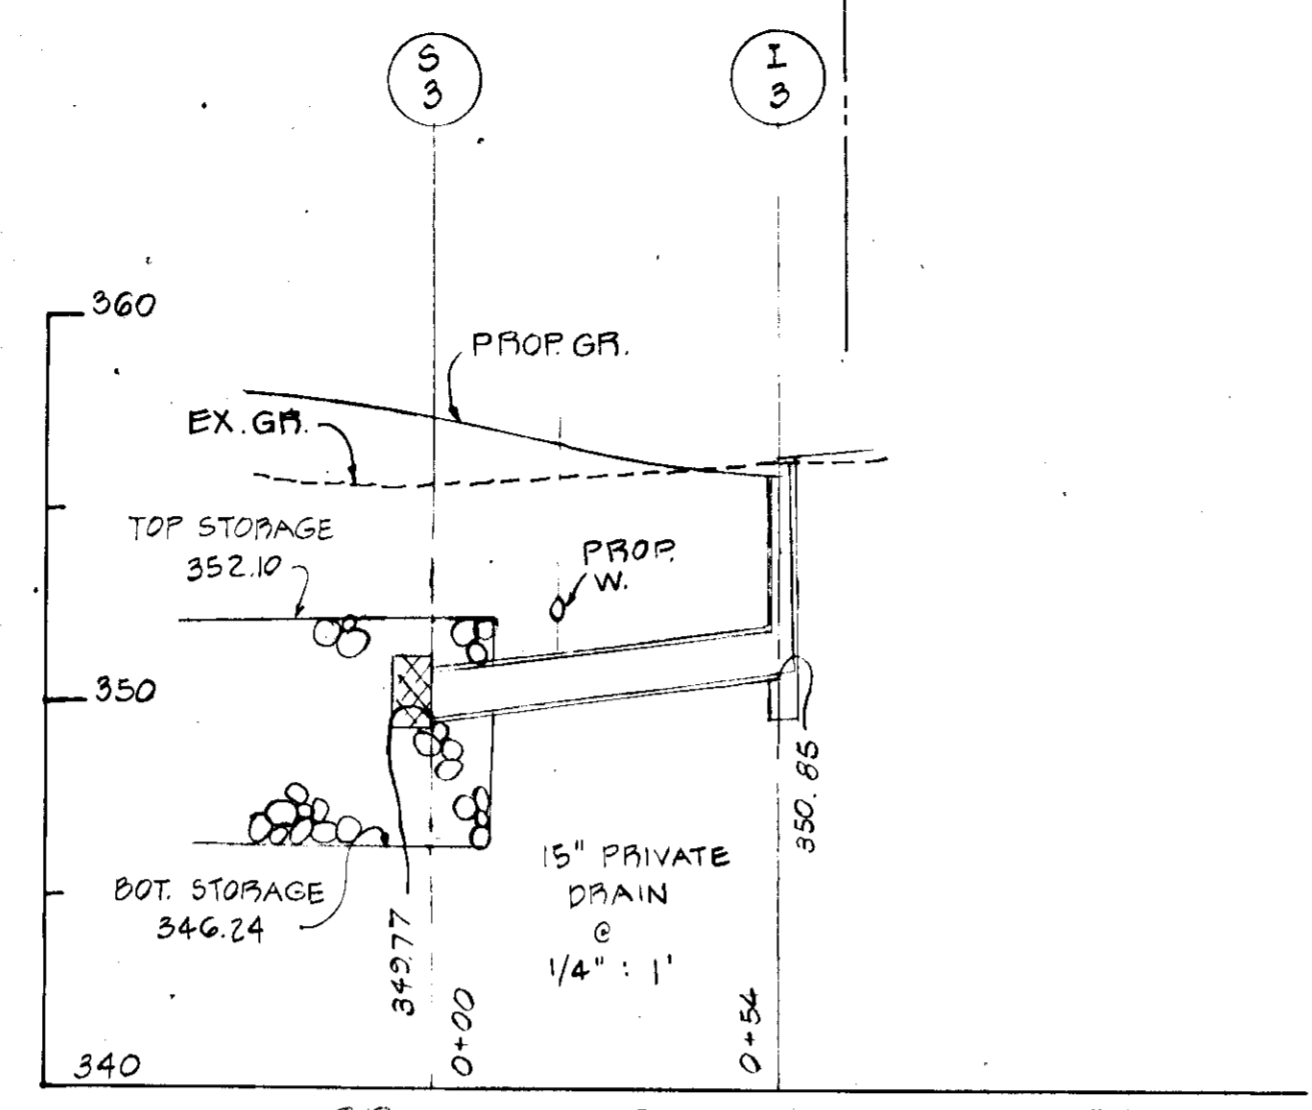 S
3
I
3
360
PROP. GR.
EX. GR.
TOP STORAGE
352.10
PROP.
W.
350
350.85
15" PRIVATE
DRAIN
@
1/4" : 1'
BOT. STORAGE
346.24
349.77
0+00
0+54
340